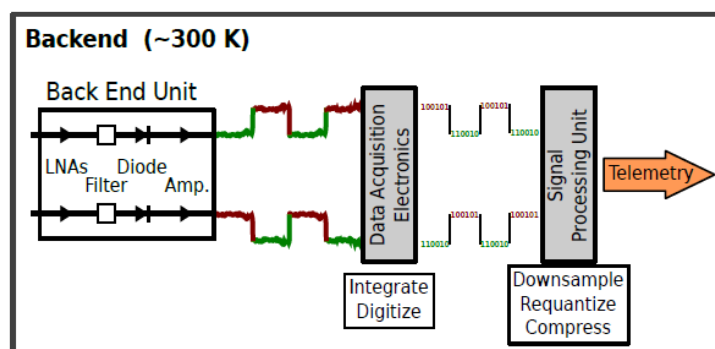 Backend (~300 K)
Back End Unit
LNAs
Filter
Diode
Amp.
Data Acquisition
Electronics
100101
110010
100101
110010
110010
100101
110010
100101
Signal
Processing Unit
Telemetry
Integrate
Digitize
Downsample
Requantize
Compress